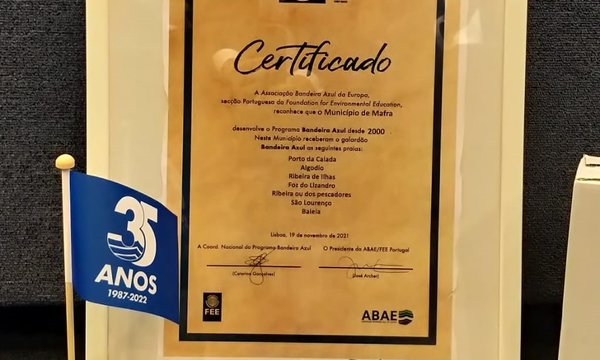 Certificado
A Associação Bandeira Azul da Europa,
secção Portuguesa da Foundation for Environmental Education,
reconhece que o Município de Mafra
desenvolve o Programa Bandeira Azul desde 2000
Neste Município receberam o galardão
Bandeira Azul as seguintes praias:
Porto da Calada
Algodio
Ribeira de Ilhas
Foz do Lizandro
Ribeira ou dos pescadores
São Lourenço
Baleia
Lisboa, 19 de novembro de 2021
A Coord. Nacional do Programa Bandeira Azul
O Presidente da ABAE/FEE Portugal
(Catarina Gonçalves)
(José Archer)
FEE
ABAE
35
ANOS
1987-2022